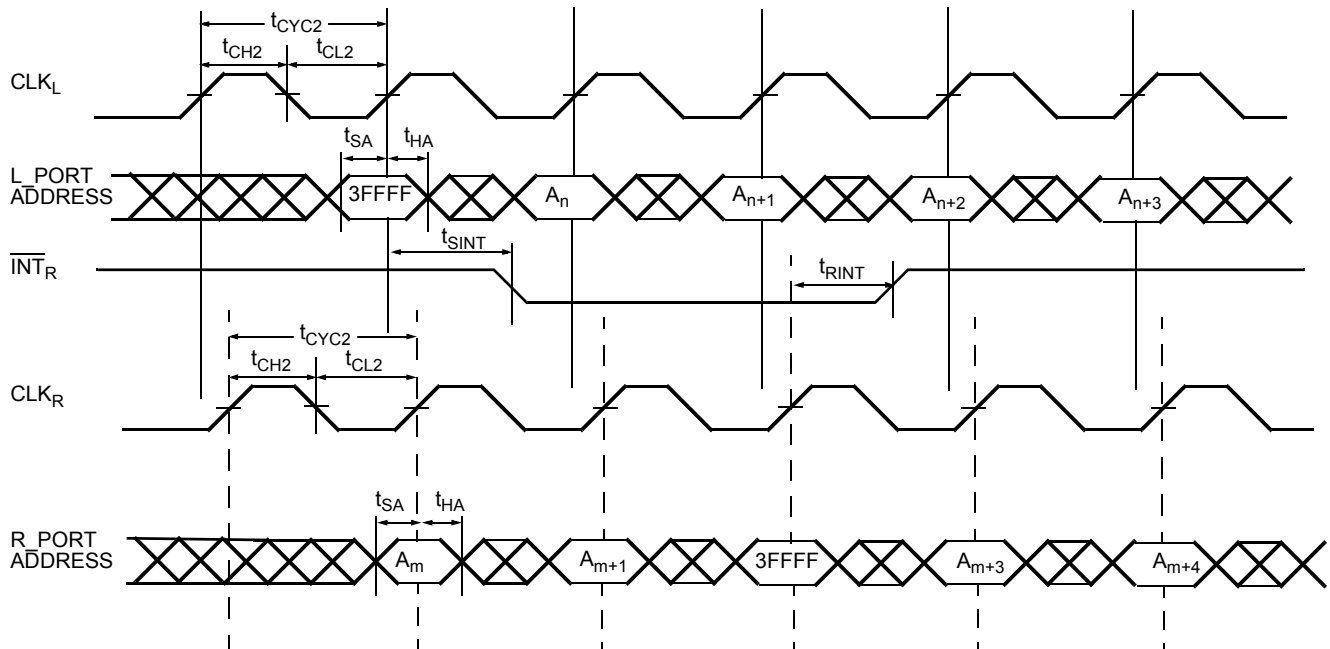 tCYC2
tCH2 tCL2
CLKL
tSA tHA
L_PORT
ADDRESS
3FFFF An An+1 An+2 An+3
tSINT
INTR
tRINT
tCYC2
tCH2 tCL2
CLKR
tSA tHA
R_PORT
ADDRESS
Am Am+1 3FFFF Am+3 Am+4